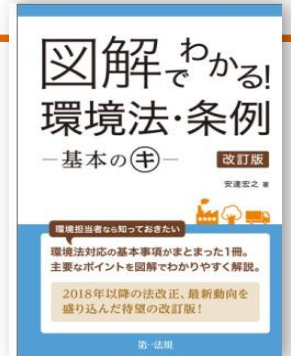 図解でわかる!
環境法・条例
−基本の㋖−
改訂版
安達宏之 著
環境担当者なら知っておきたい
環境法対応の基本事項がまとまった1冊。
主要なポイントを図解でわかりやすく解説。
2018年以降の法改正、最新動向を
盛り込んだ待望の改訂版!
第一法規